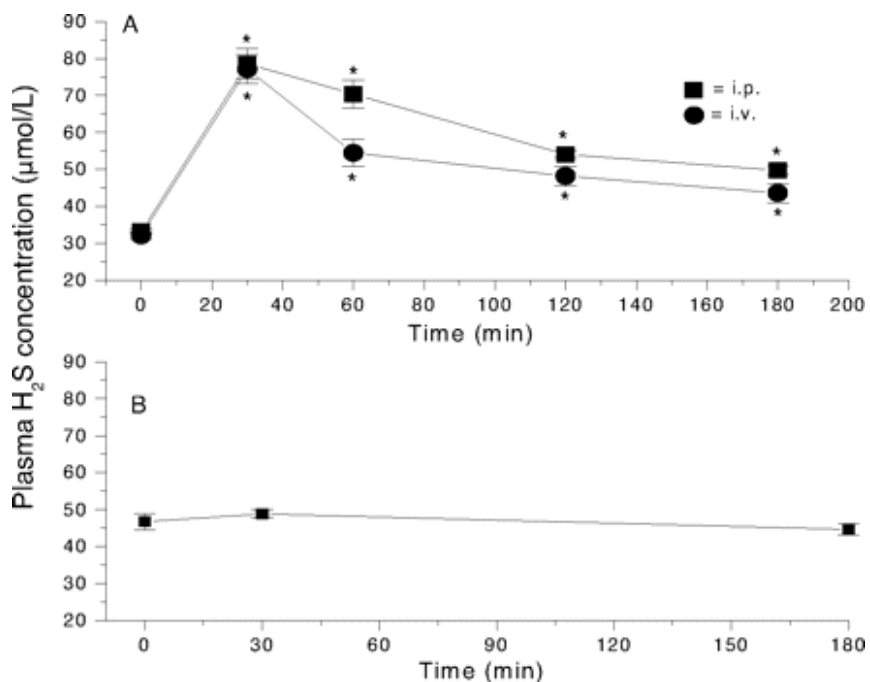 A
90
80
70
60
50
40
30
20
* * * *
* * * *
■ = i.p.
● = i.v.
0 20 40 60 80 100 120 140 160 180 200
Time (min)
Plasma H₂S concentration (µmol/L)
B
90
80
70
60
50
40
30
20
0 30 60 90 120 150 180
Time (min)